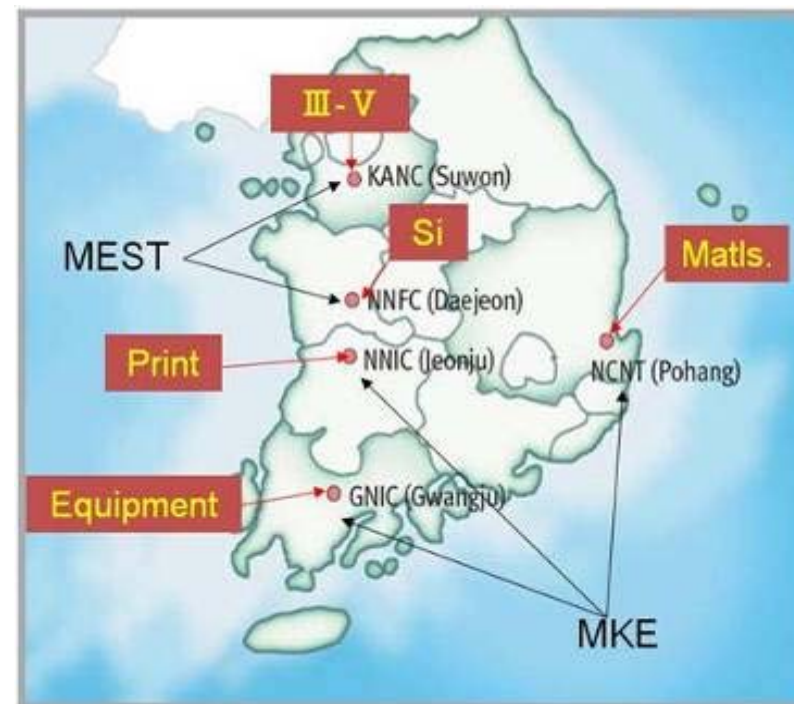 Ⅲ-Ⅴ
KANC (Suwon)
Si
MEST
Matls.
NNFC (Daejeon)
Print
NNIC (Jeonju)
NCNT (Pohang)
Equipment
GNIC (Gwangju)
MKE